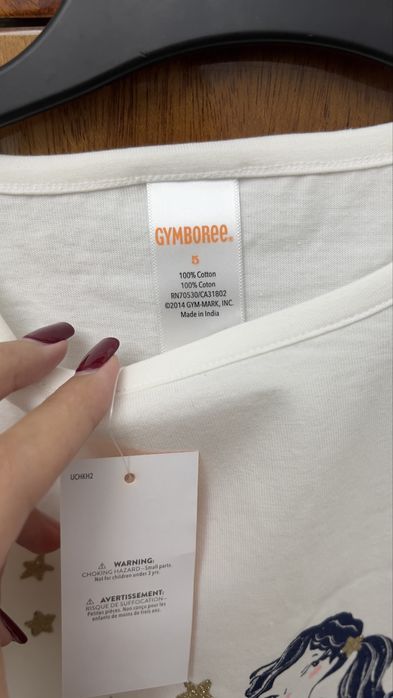 GYMBOREE®
5
100% Cotton
100% Coton
RN70530/CA31802
©2014 GYM-MARK, INC.
Made in India
UCHKH2
⚠ WARNING:
CHOKING HAZARD--Small parts.
Not for children under 3 yrs.
⚠ AVERTISSEMENT:
RISQUE DE SUFFOCATION--
Petites pièces. Non conçu pour les
enfants de moins de trois ans.